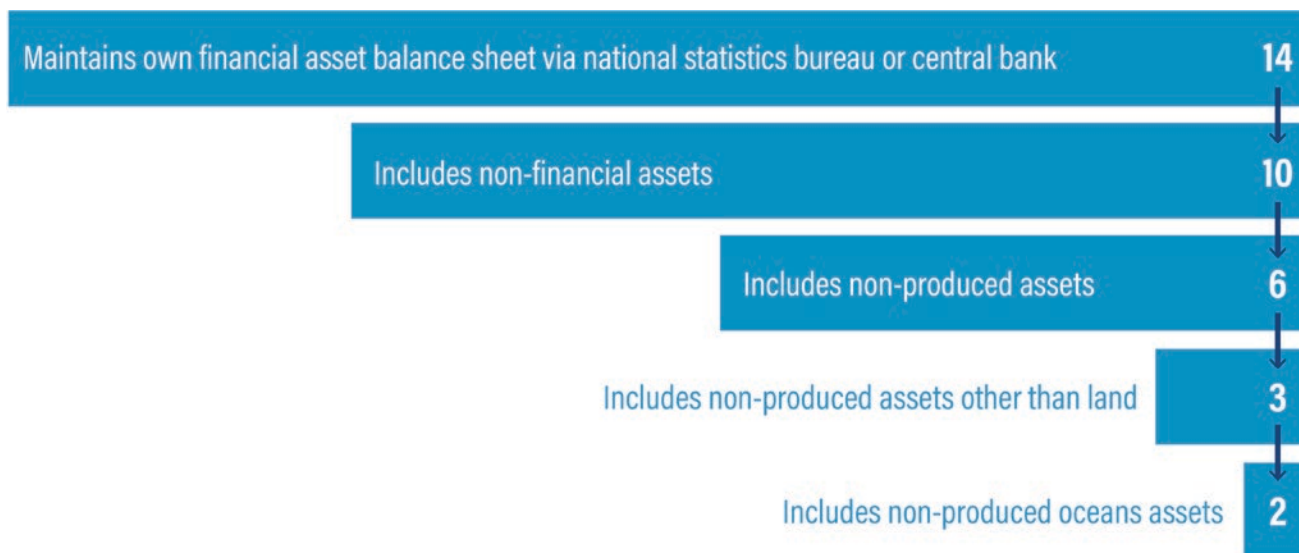 Maintains own financial asset balance sheet via national statistics bureau or central bank 14
Includes non-financial assets 10
Includes non-produced assets 6
Includes non-produced assets other than land 3
Includes non-produced oceans assets 2